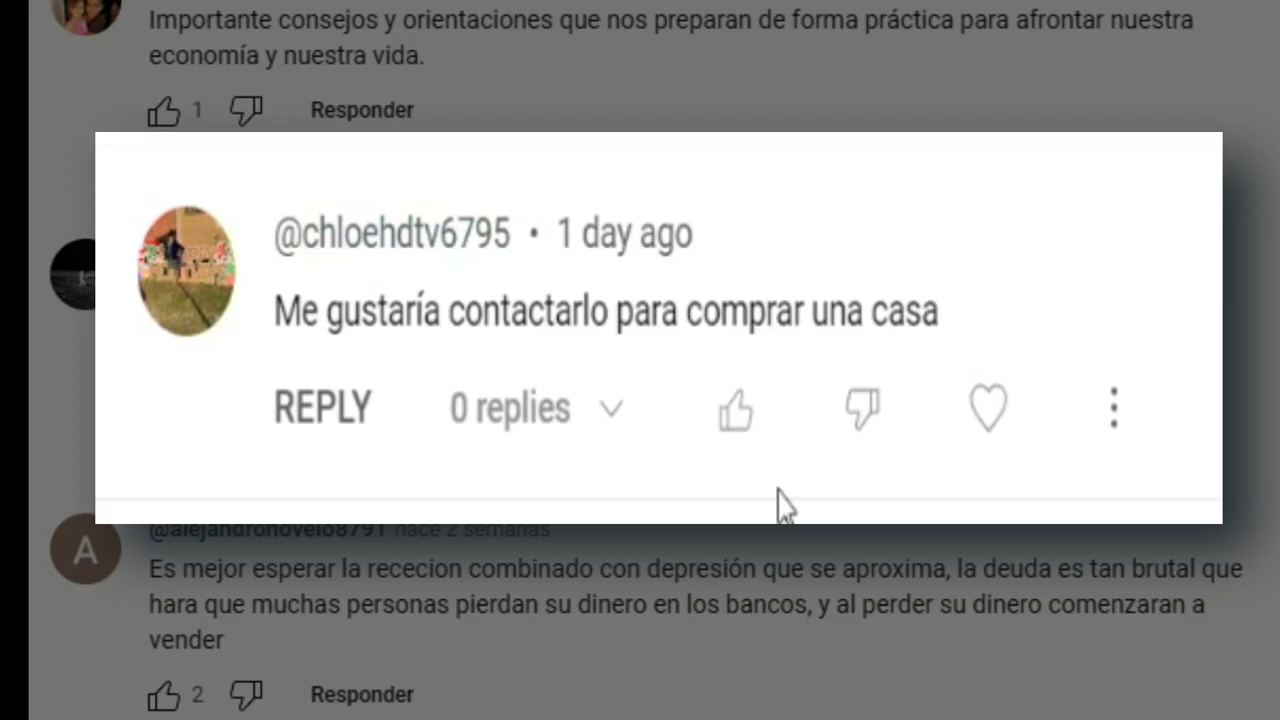 Importante consejos y orientaciones que nos preparan de forma práctica para afrontar nuestra
economía y nuestra vida.
1 Responder
@chloehdtv6795 • 1 day ago
Me gustaría contactarlo para comprar una casa
REPLY 0 replies
@alejandronovelo8791 hace 2 semanas
A
Es mejor esperar la rececion combinado con depresión que se aproxima, la deuda es tan brutal que
hara que muchas personas pierdan su dinero en los bancos, y al perder su dinero comenzaran a
vender
2 Responder